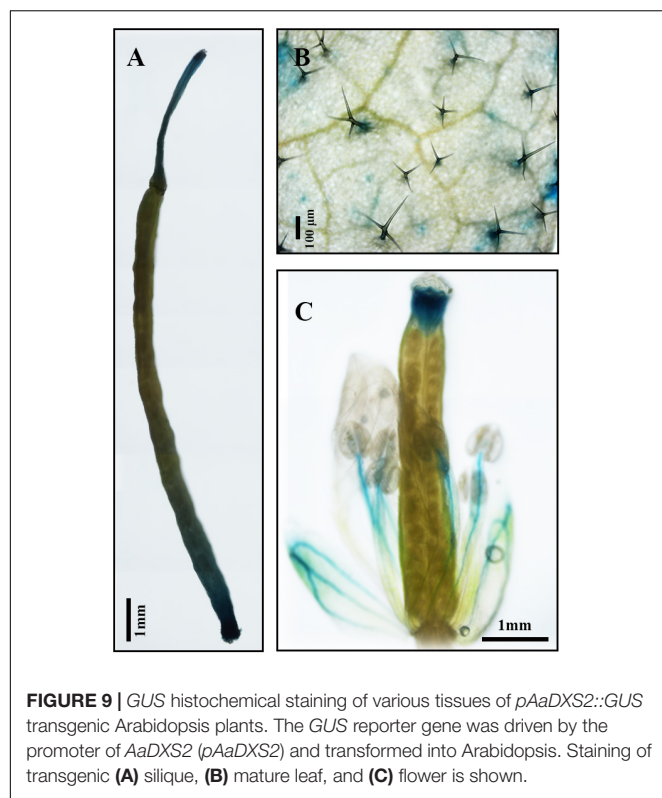 A
B
100 µm
C
1mm
1mm
FIGURE 9 | GUS histochemical staining of various tissues of pAaDXS2::GUS
transgenic Arabidopsis plants. The GUS reporter gene was driven by the
promoter of AaDXS2 (pAaDXS2) and transformed into Arabidopsis. Staining of
transgenic (A) silique, (B) mature leaf, and (C) flower is shown.